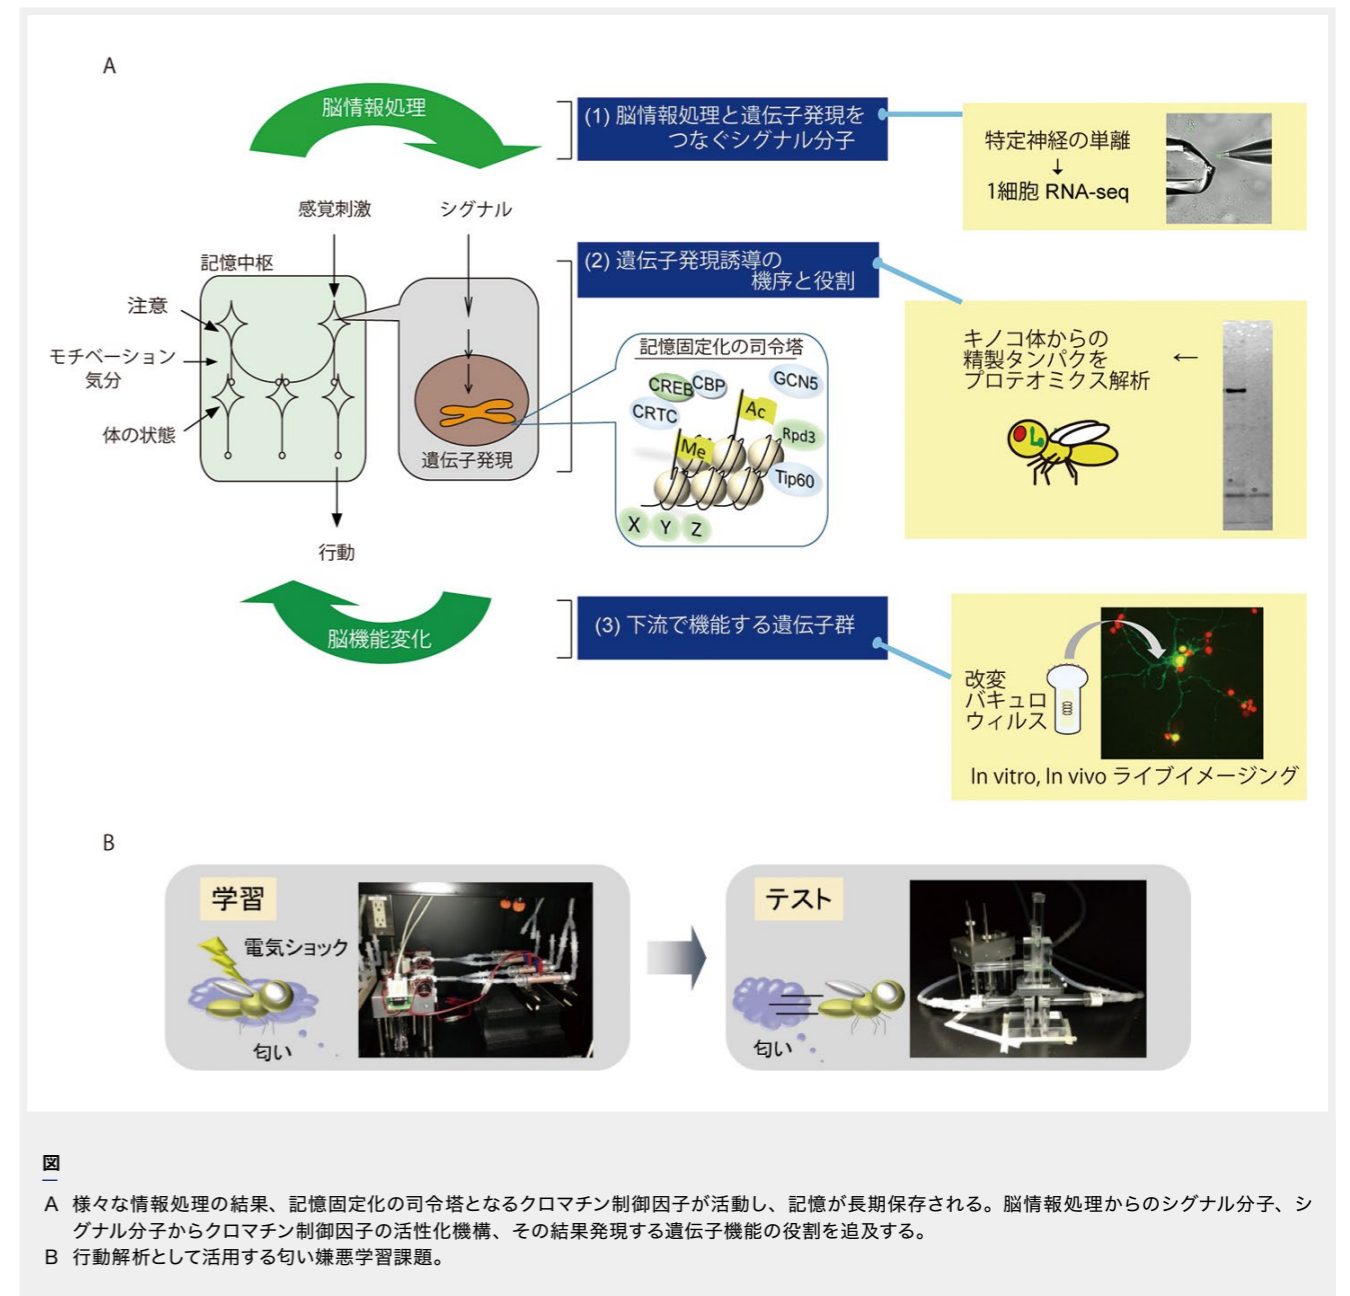 A
脳情報処理
(1) 脳情報処理と遺伝子発現を
つなぐシグナル分子
特定神経の単離
↓
1細胞 RNA-seq
感覚刺激
シグナル
記憶中枢
注意
モチベーション
気分
体の状態
遺伝子発現
行動
(2) 遺伝子発現誘導の
機序と役割
記憶固定化の司令塔
CREB
CBP
GCN5
CRTC
Ac
Rpd3
Me
Tip60
X
Y
Z
キノコ体からの
精製タンパクを
プロテオミクス解析
←
脳機能変化
(3) 下流で機能する遺伝子群
改変
バキュロ
ウィルス
In vitro, In vivo ライブイメージング
B
学習
電気ショック
匂い
テスト
匂い
図
A 様々な情報処理の結果、記憶固定化の司令塔となるクロマチン制御因子が活動し、記憶が長期保存される。脳情報処理からのシグナル分子、シ
グナル分子からクロマチン制御因子の活性化機構、その結果発現する遺伝子機能の役割を追及する。
B 行動解析として活用する匂い嫌悪学習課題。